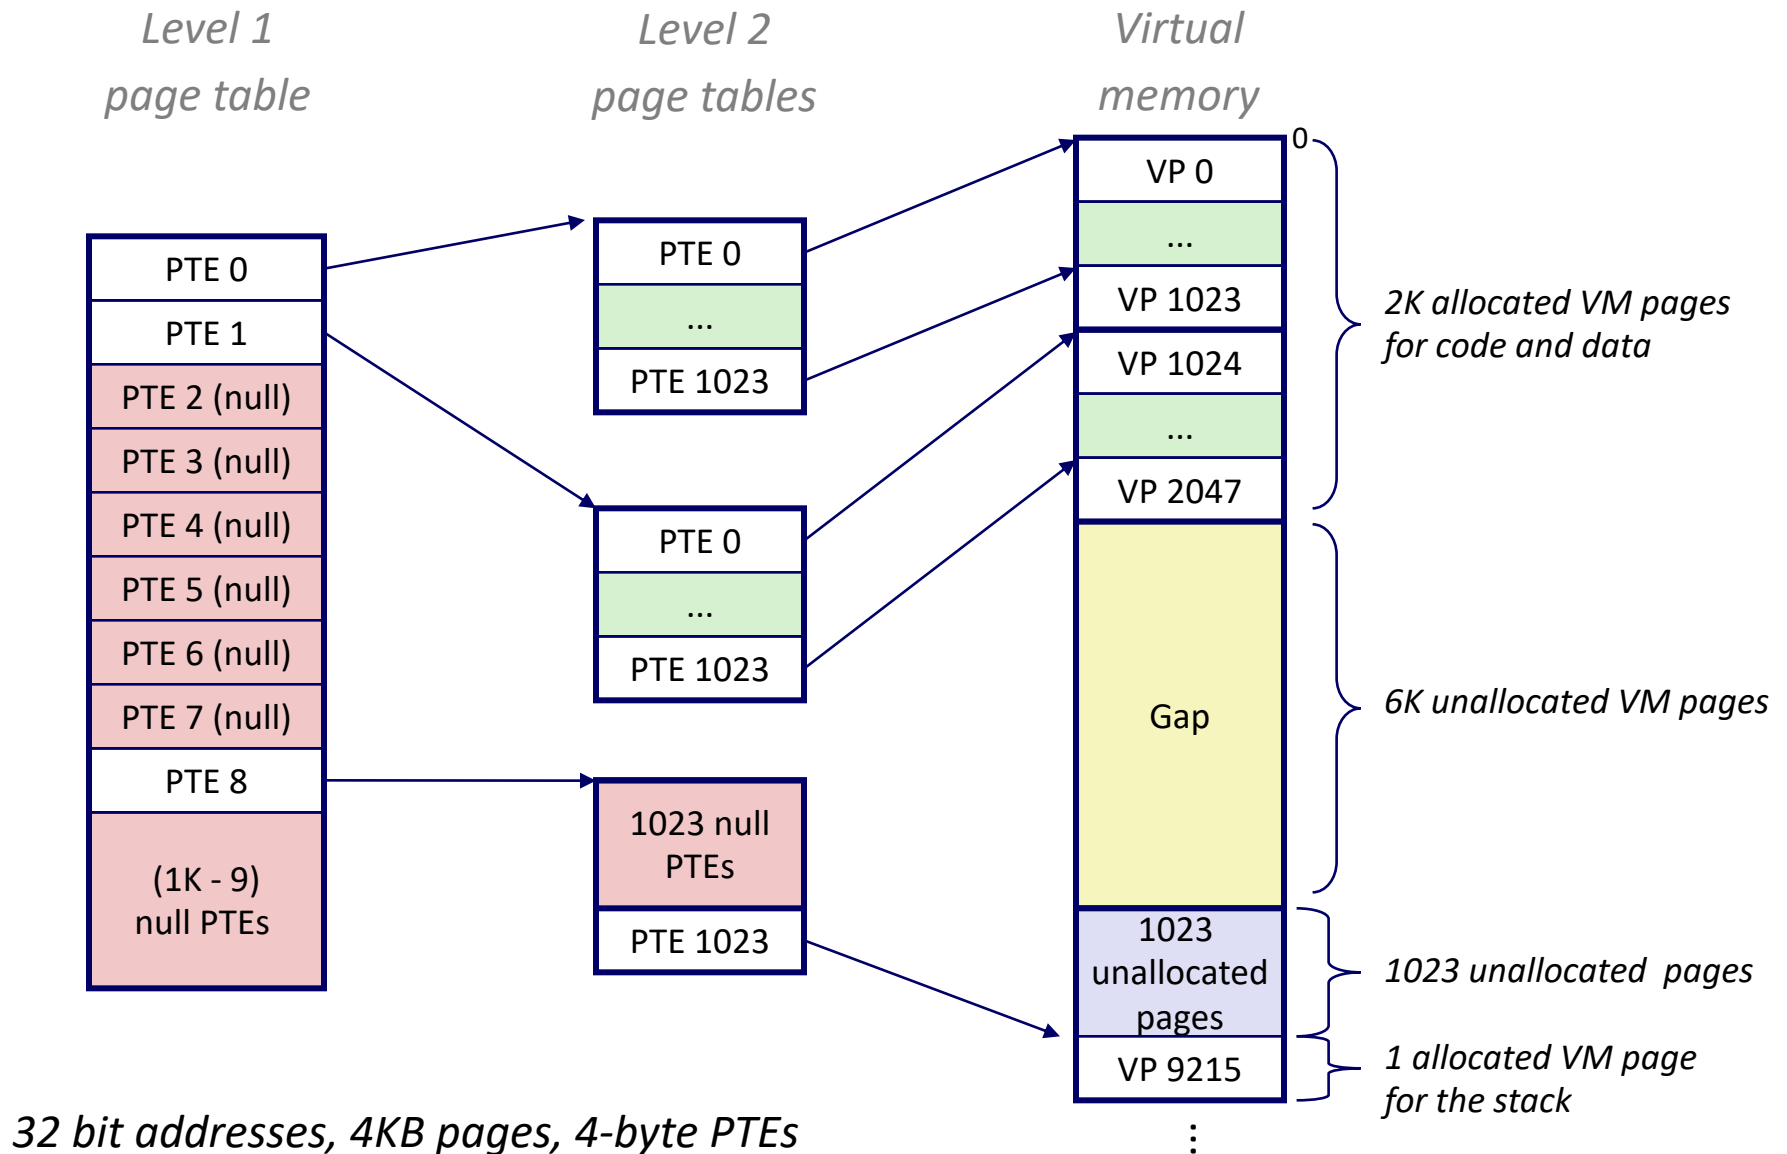 Level 1
page table
Level 2
page tables
Virtual
memory
PTE 0
PTE 1
PTE 2 (null)
PTE 3 (null)
PTE 4 (null)
PTE 5 (null)
PTE 6 (null)
PTE 7 (null)
PTE 8
(1K - 9)
null PTEs
PTE 0
...
PTE 1023
PTE 0
...
PTE 1023
1023 null
PTEs
PTE 1023
0
VP 0
...
VP 1023
VP 1024
...
VP 2047
Gap
1023
unallocated
pages
VP 9215
...
2K allocated VM pages
for code and data
6K unallocated VM pages
1023 unallocated  pages
1 allocated VM page
for the stack
32 bit addresses, 4KB pages, 4-byte PTEs